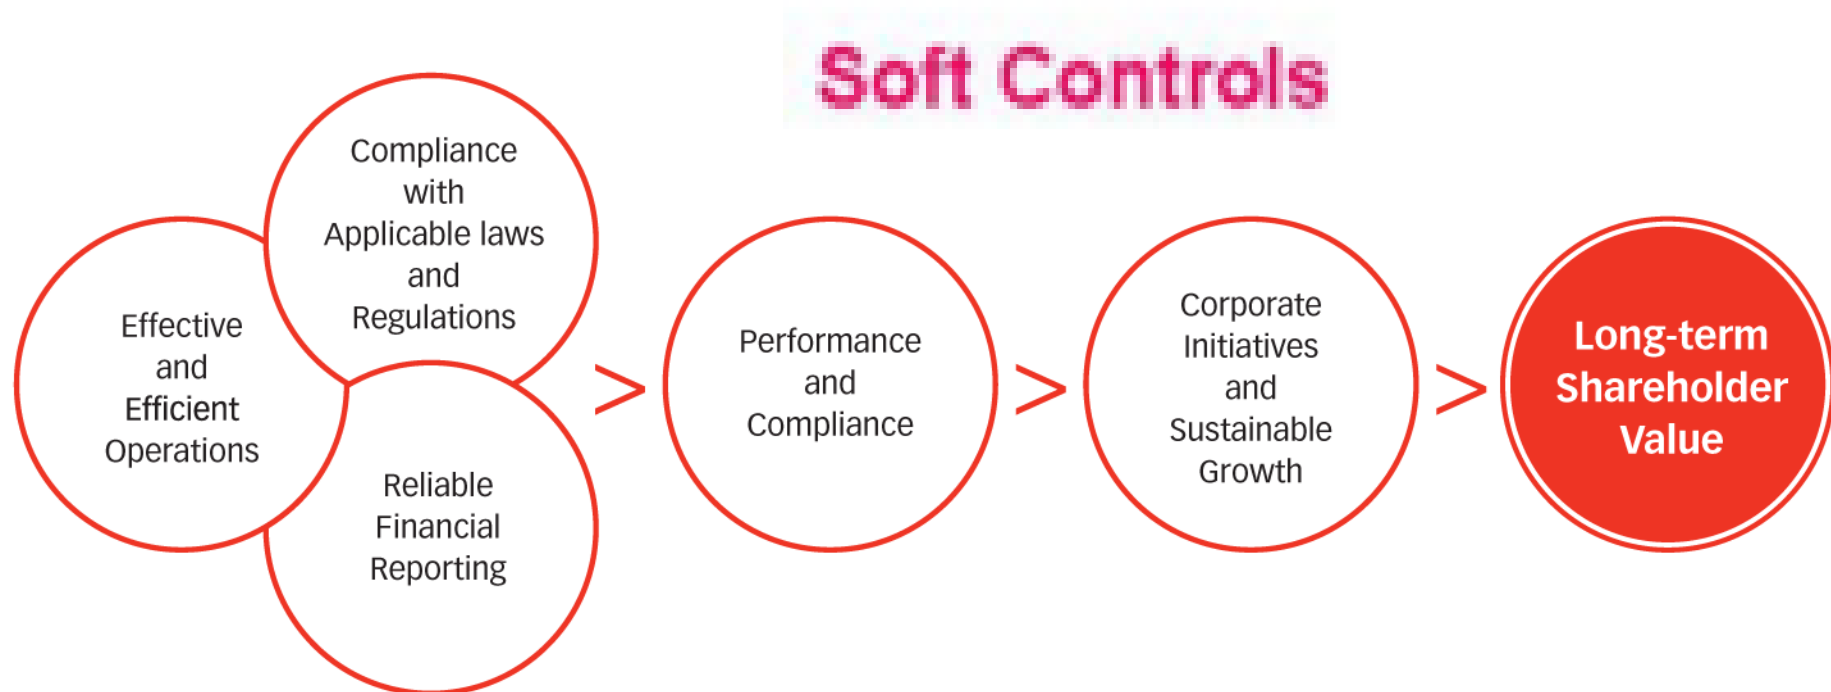 Soft Controls
Compliance
with
Applicable laws
and
Regulations
Effective
and
Efficient
Operations
Reliable
Financial
Reporting
>
Performance
and
Compliance
>
Corporate
Initiatives
and
Sustainable
Growth
>
Long-term
Shareholder
Value